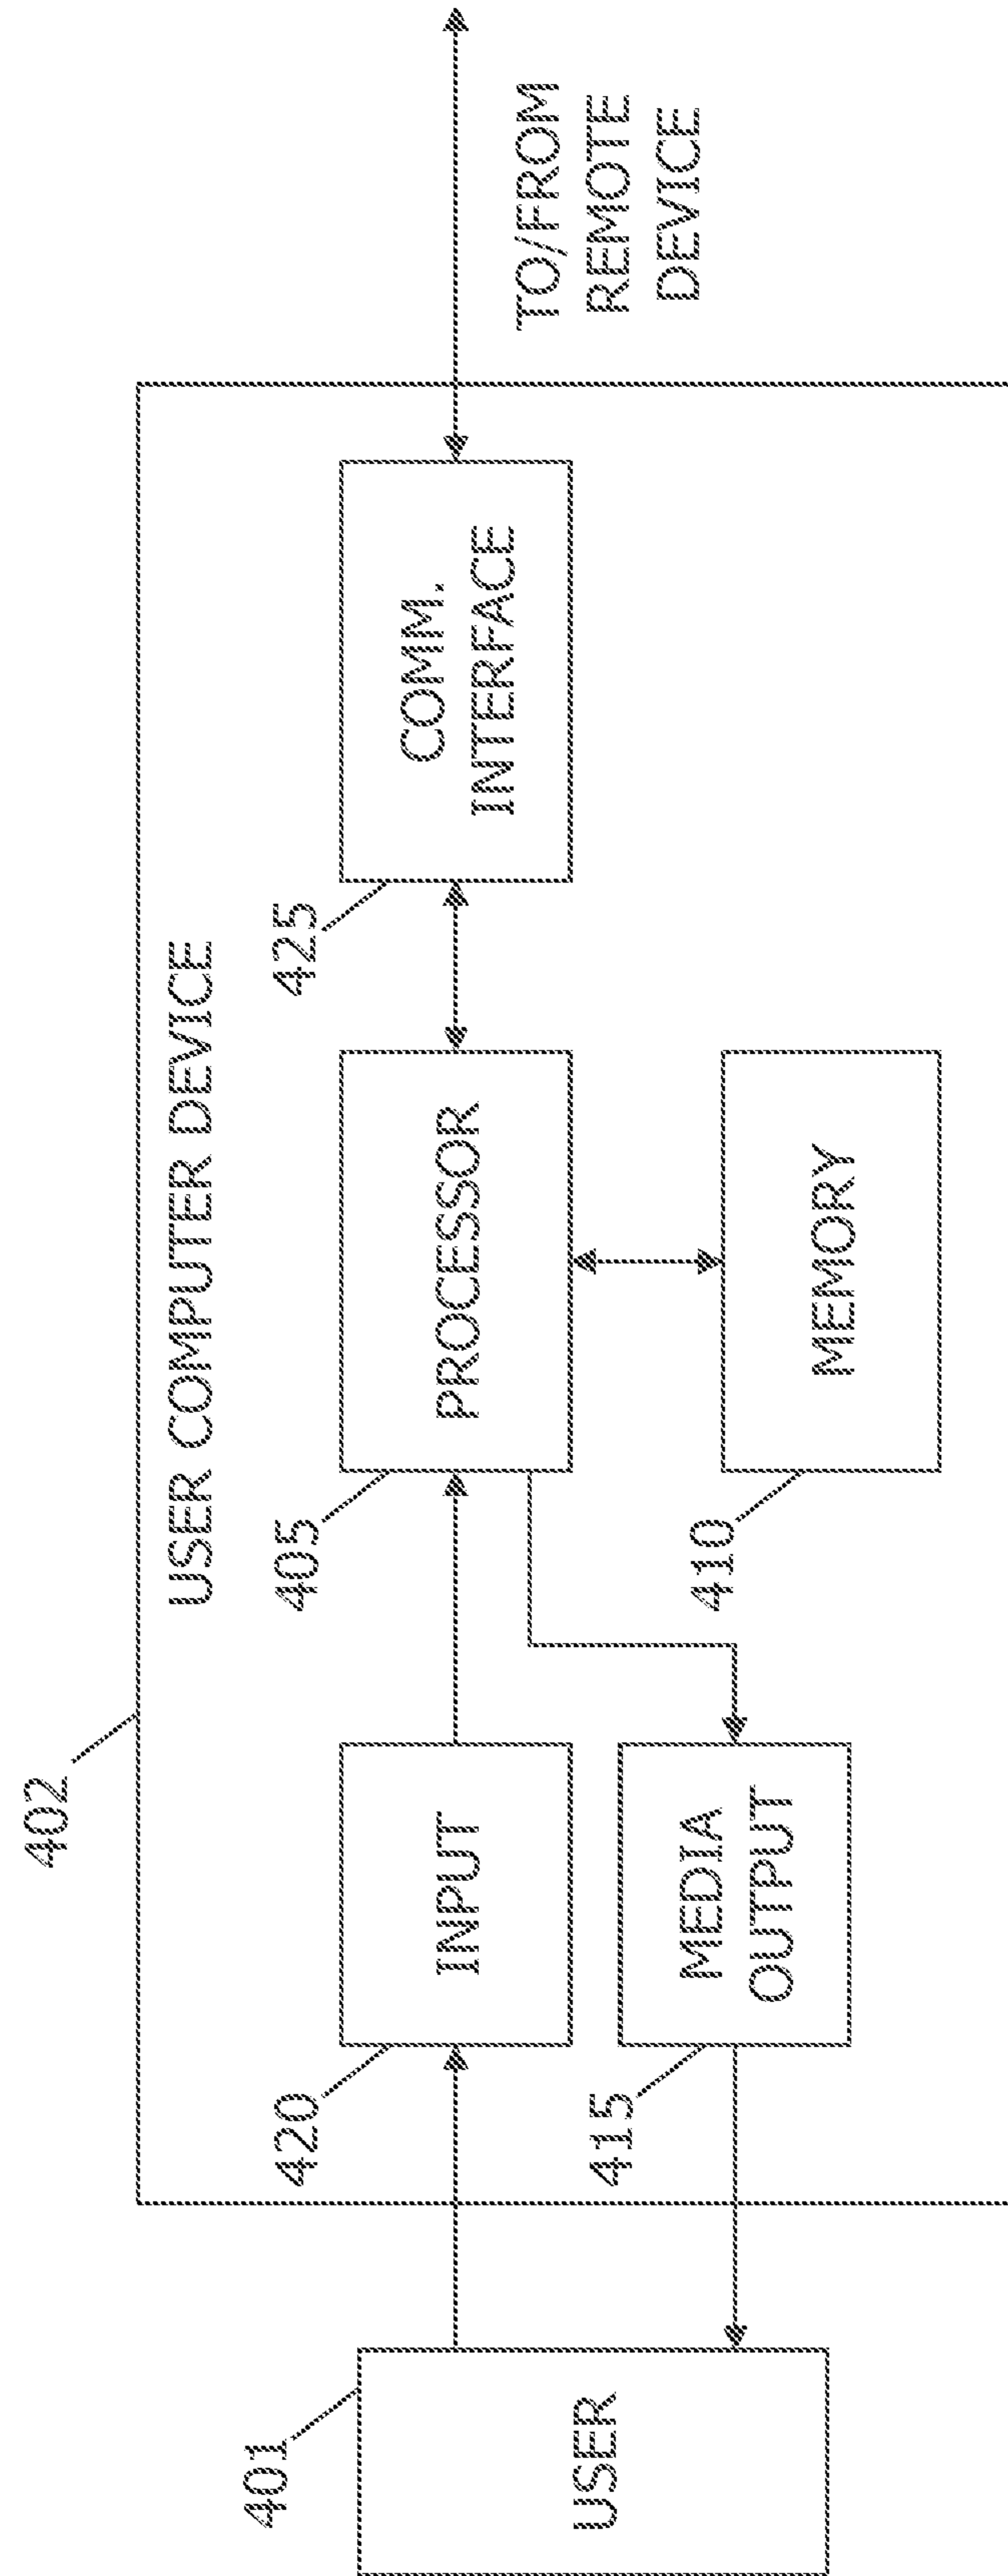 402
USER COMPUTER DEVICE
401
USER
420
INPUT
415
MEDIA
OUTPUT
405
PROCESSOR
410
MEMORY
425
COMM.
INTERFACE
TO/FROM
REMOTE
DEVICE